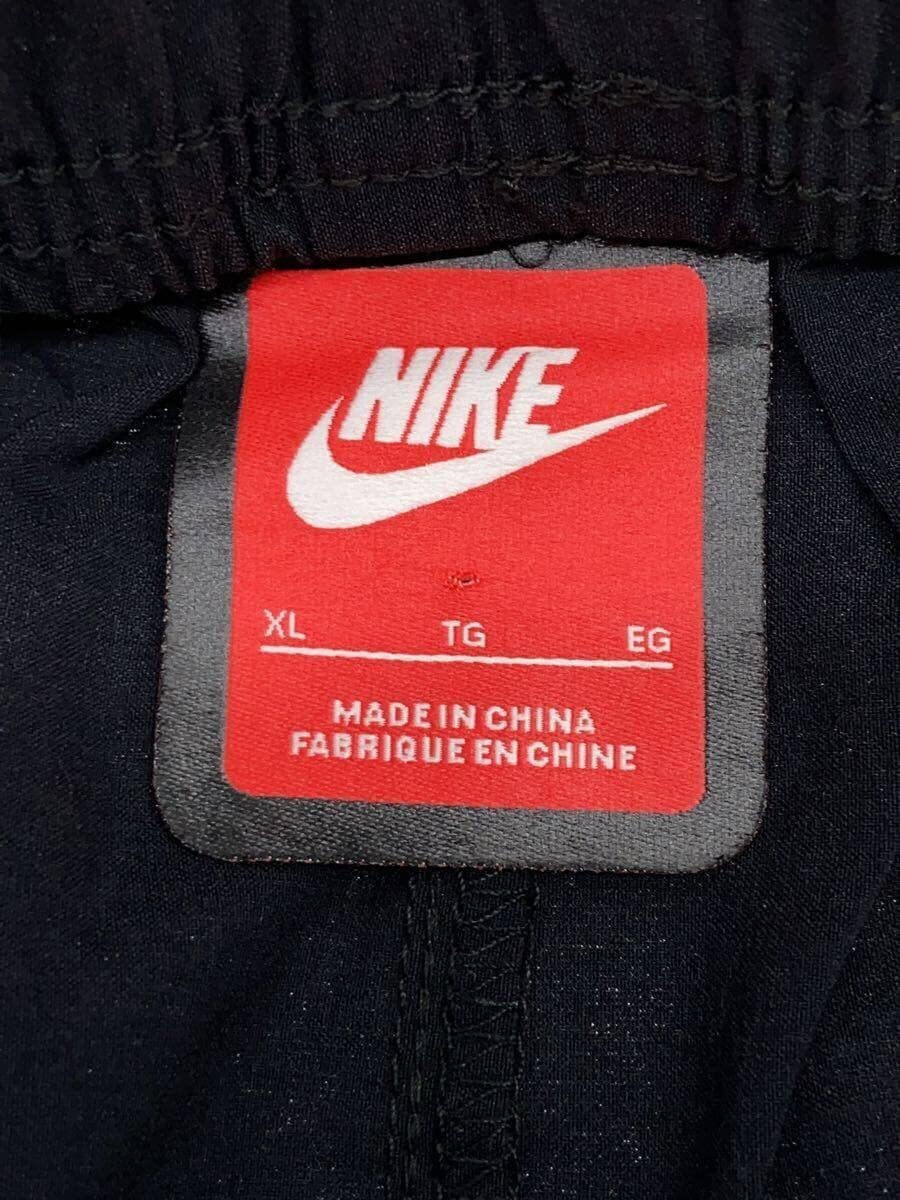 NIKE
XL TG EG
MADE IN CHINA
FABRIQUE EN CHINE